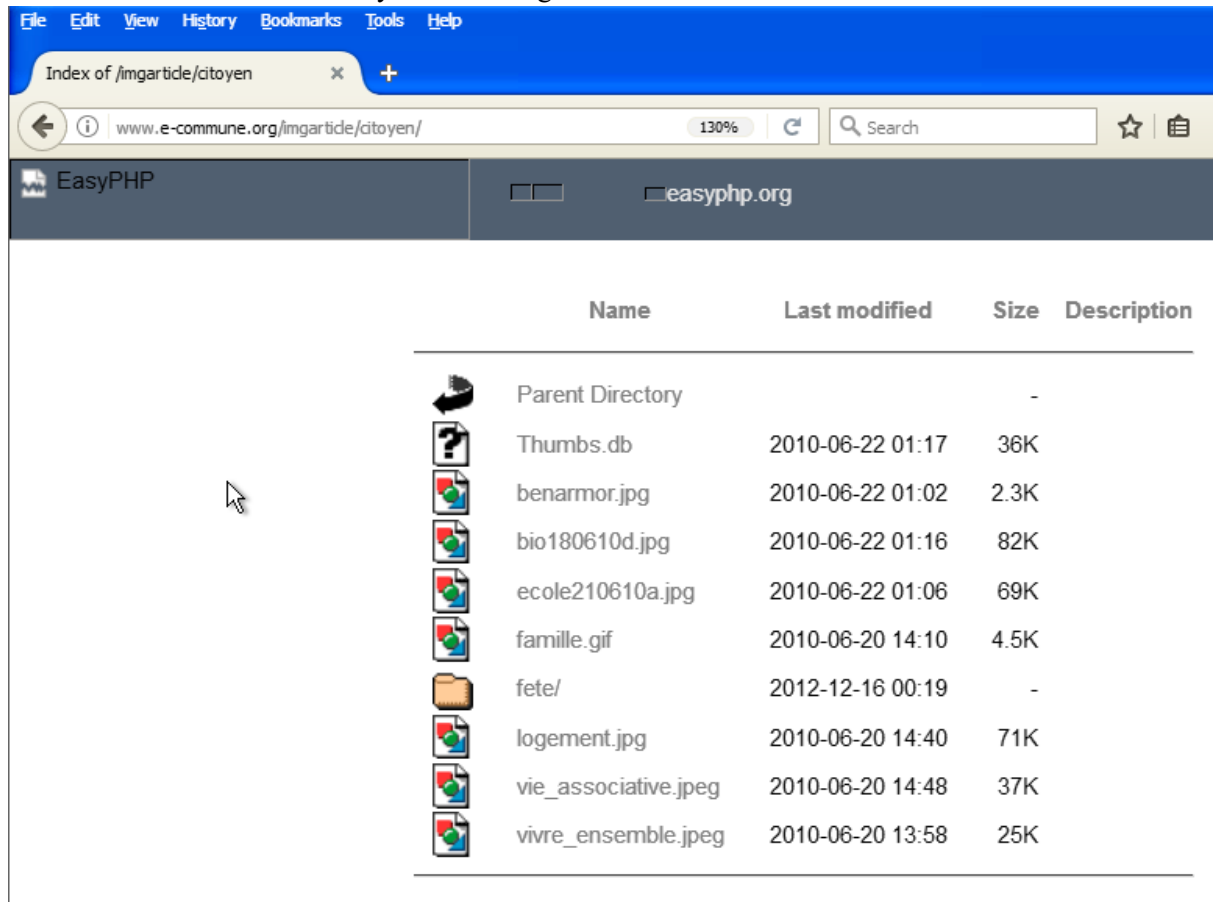 File Edit View History Bookmarks Tools Help
Index of /imgarticle/citoyen × +
www.e-commune.org/imgarticle/citoyen/ 130% Search
EasyPHP easyphp.org
Name Last modified Size Description
Parent Directory -
Thumbs.db 2010-06-22 01:17 36K
benarmor.jpg 2010-06-22 01:02 2.3K
bio180610d.jpg 2010-06-22 01:16 82K
ecole210610a.jpg 2010-06-22 01:06 69K
famille.gif 2010-06-20 14:10 4.5K
fete/ 2012-12-16 00:19 -
logement.jpg 2010-06-20 14:40 71K
vie_associative.jpeg 2010-06-20 14:48 37K
vivre_ensemble.jpeg 2010-06-20 13:58 25K